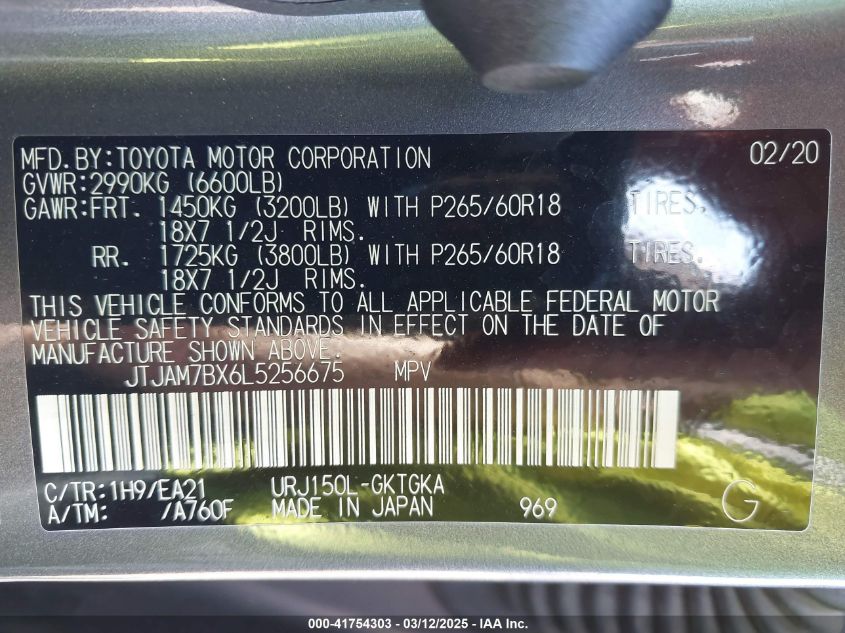 MFD.BY:TOYOTA MOTOR CORPORATION 02/20
GVWR:2990KG (6600LB)
GAWR:FRT. 1450KG (3200LB) WITH P265/60R18 TIRES.
18X7 1/2J RIMS.
RR. 1725KG (3800LB) WITH P265/60R18 TIRES.
18X7 1/2J RIMS.
THIS VEHICLE CONFORMS TO ALL APPLICABLE FEDERAL MOTOR
VEHICLE SAFETY STANDARDS IN EFFECT ON THE DATE OF
MANUFACTURE SHOWN ABOVE.
JTJAM7BX6L5256675 MPV
C/TR:1H9/EA21 URJ150L-GKTGKA
A/TM: /A760F MADE IN JAPAN 969 G
000-41754303 - 03/12/2025 - IAA Inc.